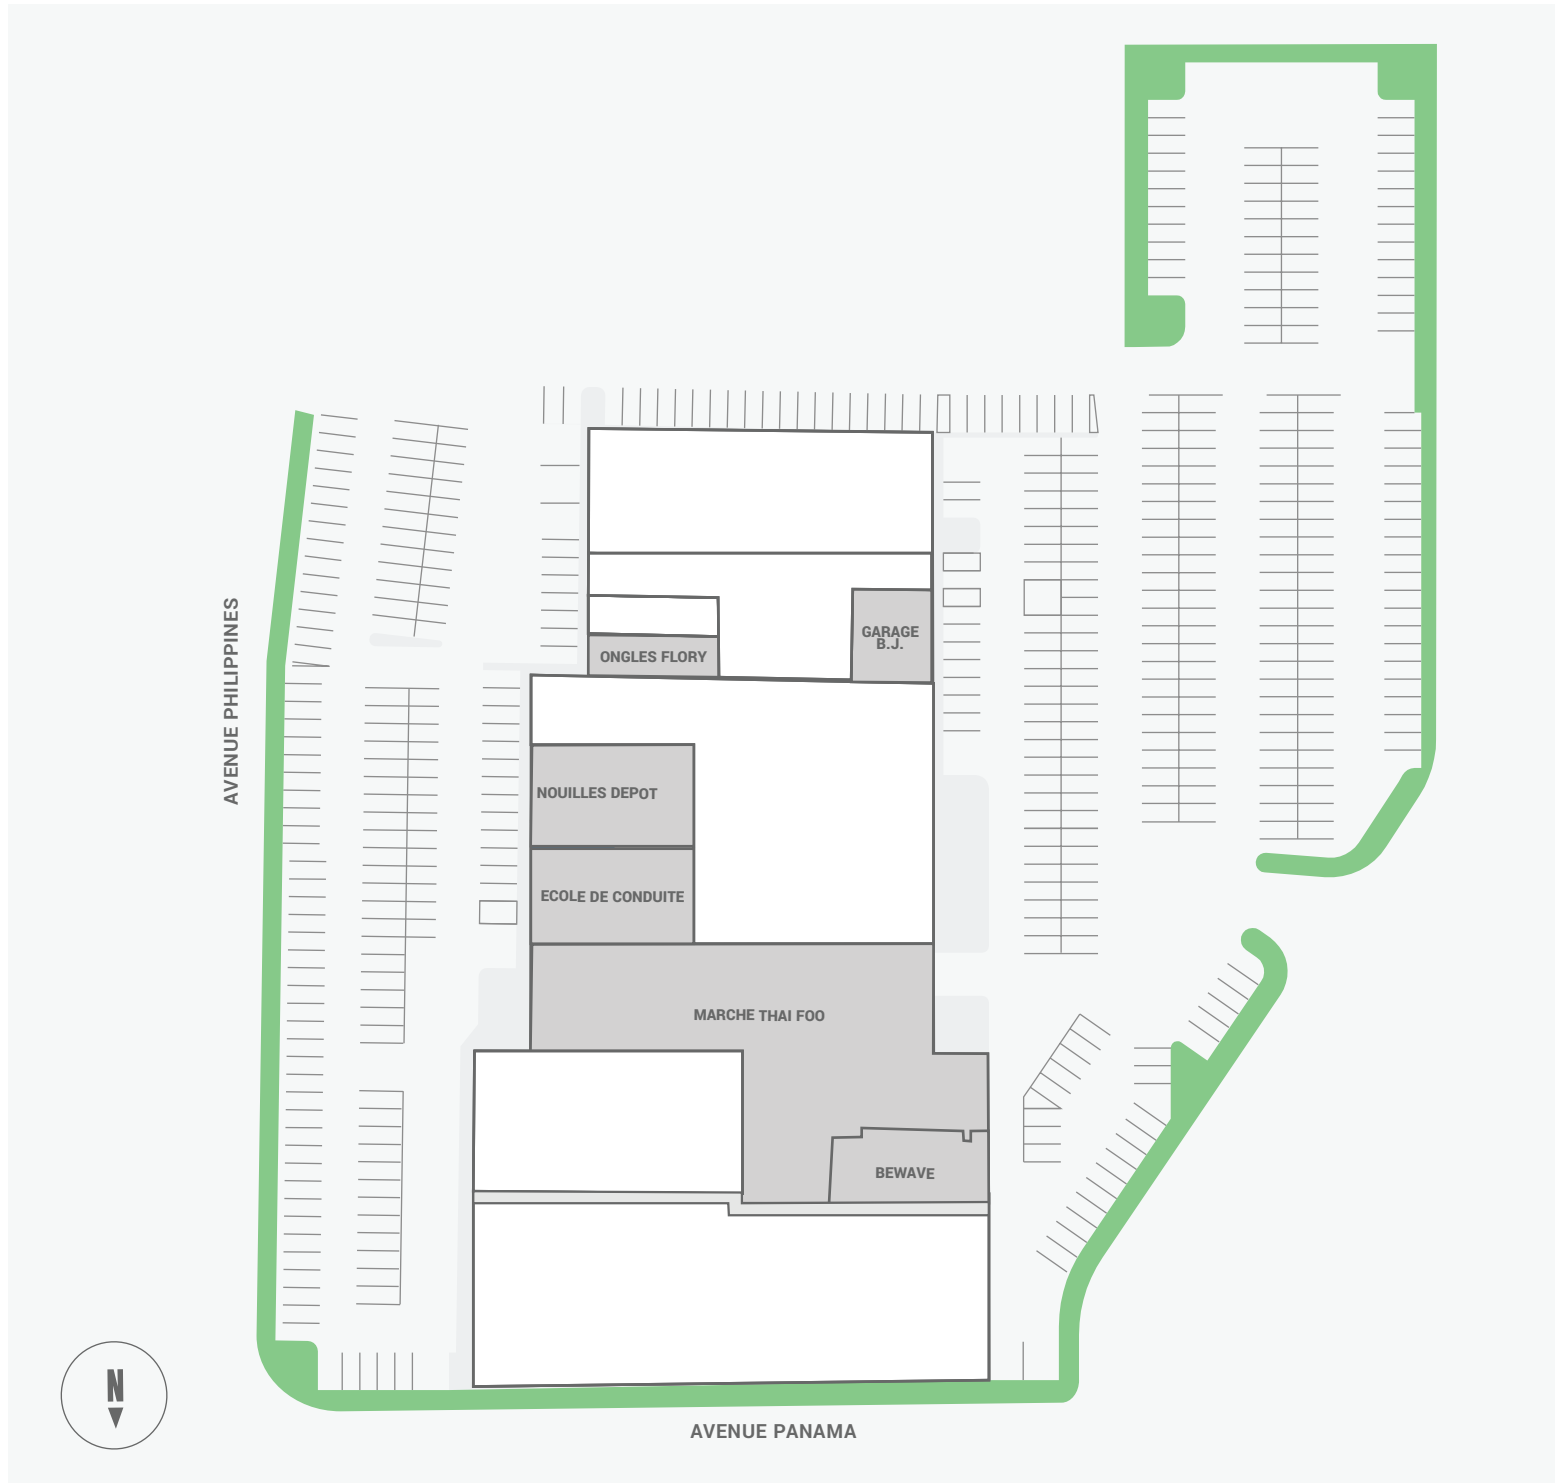 GARAGE
B.J.
ONGLES FLORY
AVENUE PHILIPPINES
NOUILLES DEPOT
ECOLE DE CONDUITE
MARCHE THAI FOO
BEWAVE
N
AVENUE PANAMA